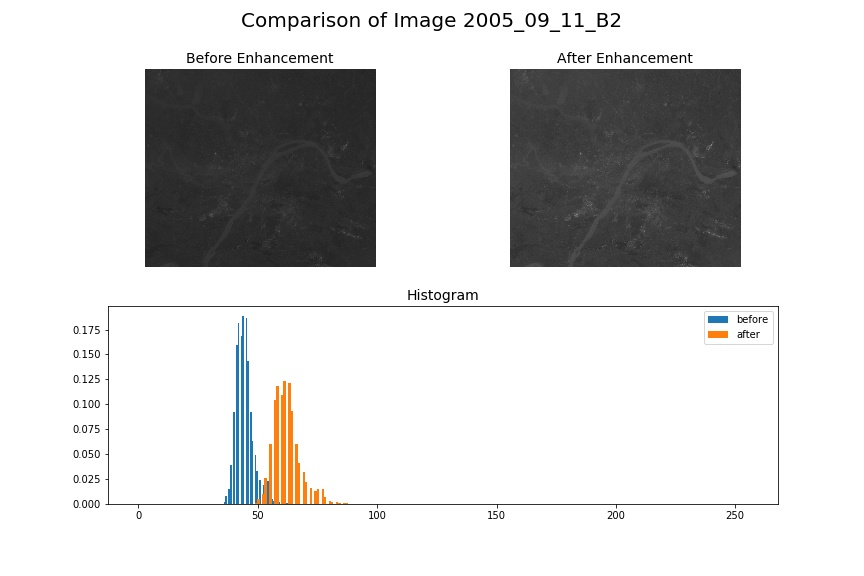 Comparison of Image 2005_09_11_B2
Before Enhancement
After Enhancement
Histogram
before
after
0.175
0.150
0.125
0.100
0.075
0.050
0.025
0.000
0
50
100
150
200
250